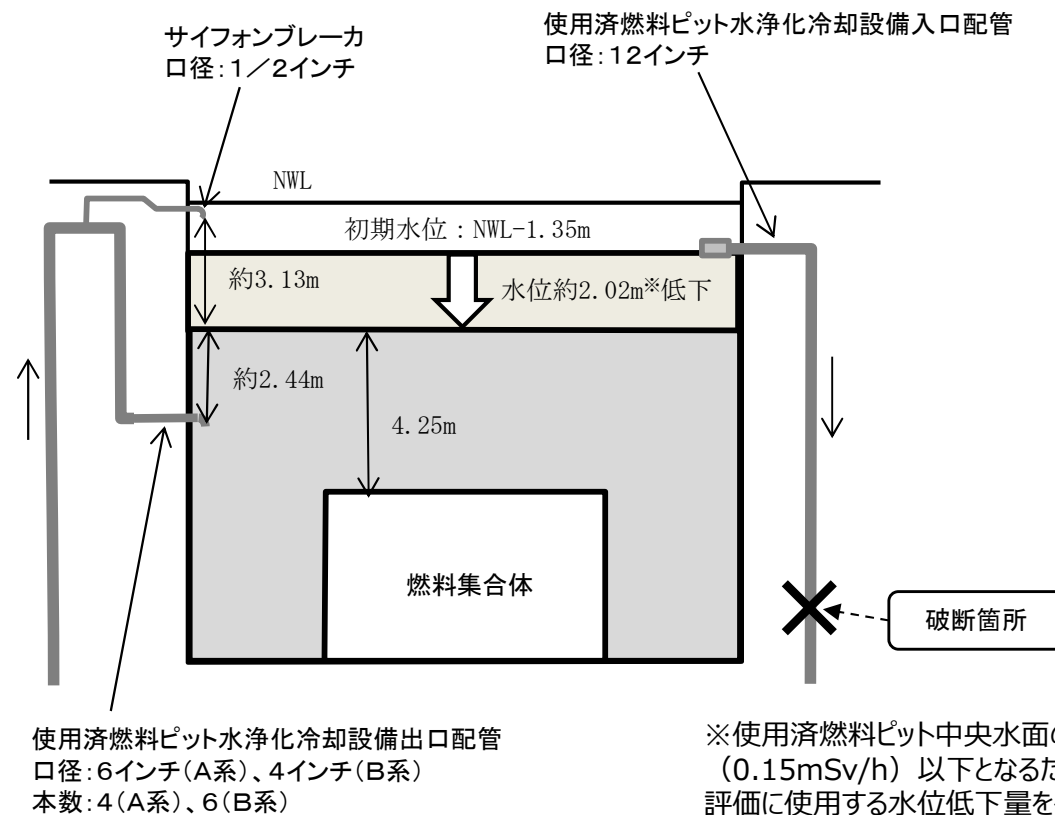 サイフォンブレーカ
口径：１／２インチ
使用済燃料ピット水浄化冷却設備入口配管
口径：１２インチ
NWL
初期水位：NWL-1.35m
約3.13m
水位約2.02m※低下
約2.44m
4.25m
燃料集合体
破断箇所
使用済燃料ピット水浄化冷却設備出口配管
口径：６インチ（Ａ系）、４インチ（Ｂ系）
本数：４（Ａ系）、６（Ｂ系）
※使用済燃料ピット中央水面の
（0.15mSv/h）以下となるた
評価に使用する水位低下量を